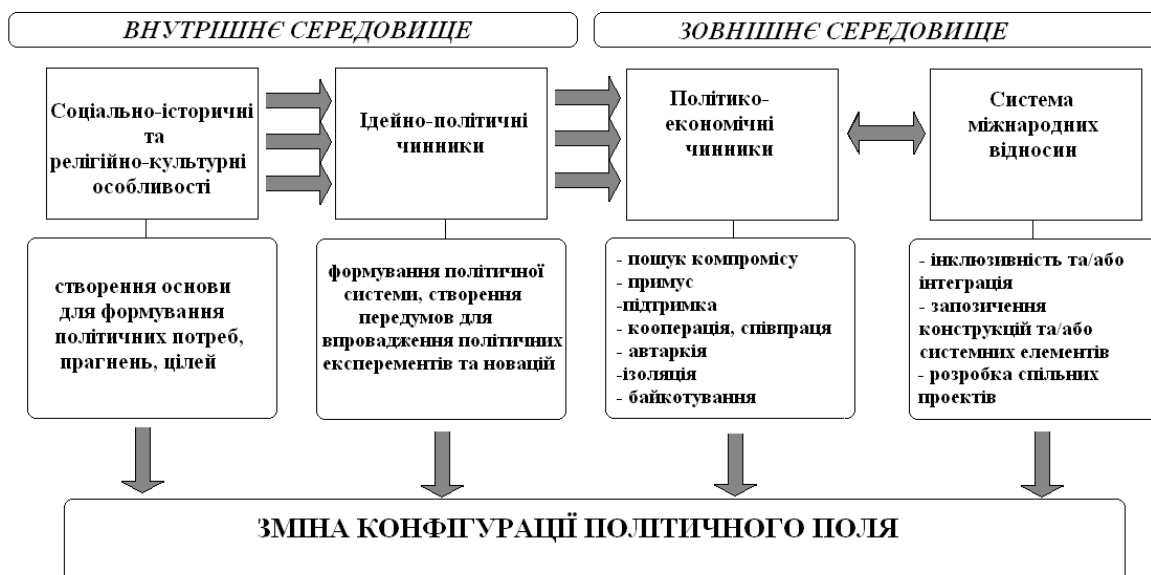 ВНУТРІШНЄ СЕРЕДОВИЩЕ
ЗОВНІШНЄ СЕРЕДОВИЩЕ
Соціально-історичні
та
релігійно-культурні
особливості
Ідейно-політичні
чинники
Політико-
економічні
чинники
Система
міжнародних
відносин
створення основи
для формування
політичних потреб,
прагнень, цілей
формування політичної
системи, створення
передумов для
впровадження політичних
експерементів та новацій
- пошук компромісу
- примус
-підтримка
- кооперація, співпраця
- автаркія
-ізоляція
- байкотування
- інклюзивність та/або
інтеграція
- запозичення
конструкцій та/або
системних елементів
- розробка спільних
проектів
ЗМІНА КОНФІГУРАЦІЇ ПОЛІТИЧНОГО ПОЛЯ